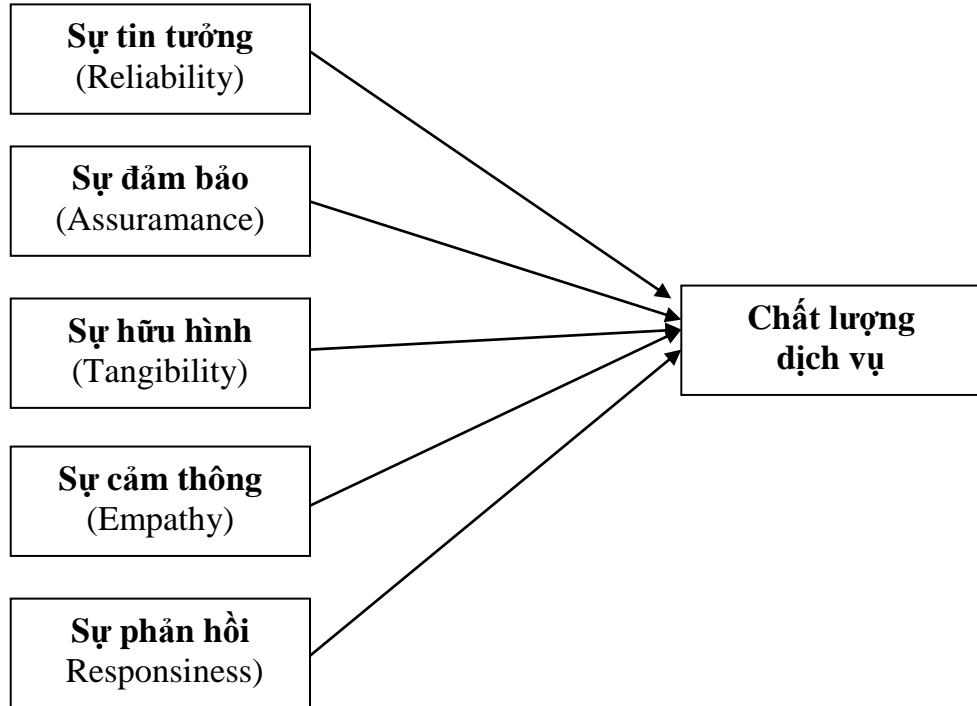 Sự tin tưởng
(Reliability)
Sự đảm bảo
(Assuramance)
Sự hữu hình
(Tangibility)
Sự cảm thông
(Empathy)
Sự phản hồi
Responsiness)
Chất lượng
dịch vụ